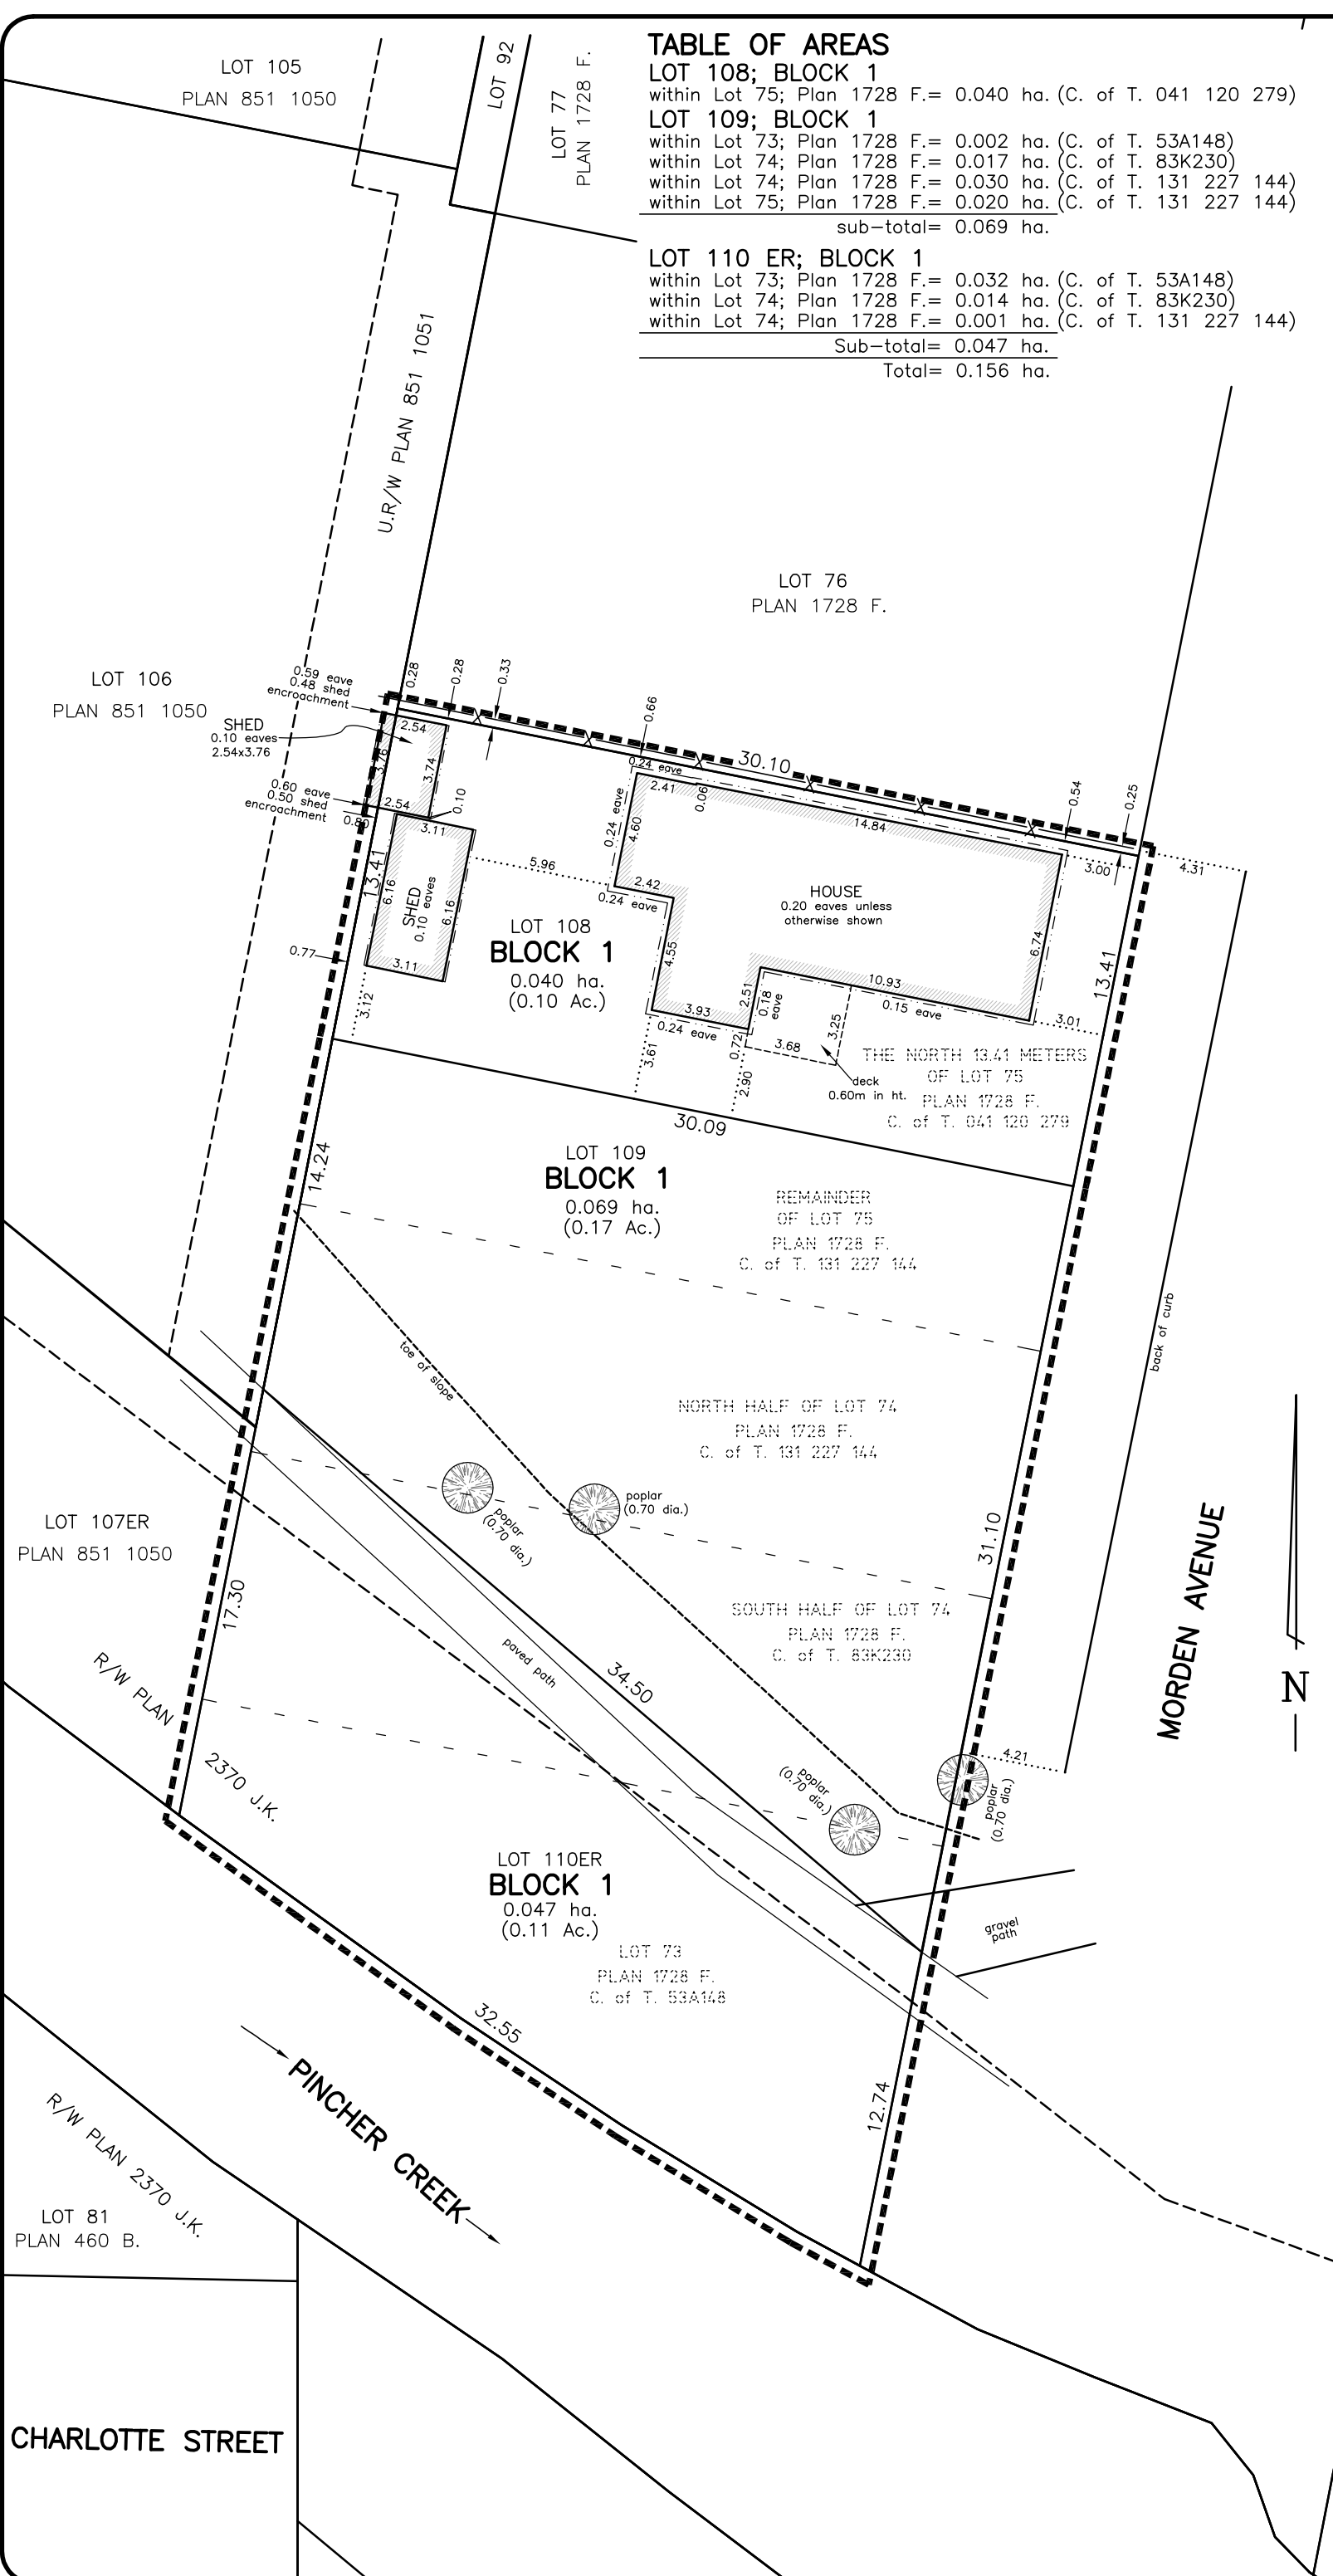 TABLE OF AREAS
LOT 108; BLOCK 1
within Lot 75; Plan 1728 F.= 0.040 ha. (C. of T. 041 120 279)
LOT 109; BLOCK 1
within Lot 73; Plan 1728 F.= 0.002 ha. (C. of T. 53A148)
within Lot 74; Plan 1728 F.= 0.017 ha. (C. of T. 83K230)
within Lot 74; Plan 1728 F.= 0.030 ha. (C. of T. 131 227 144)
within Lot 75; Plan 1728 F.= 0.020 ha. (C. of T. 131 227 144)
sub-total= 0.069 ha.
LOT 110 ER; BLOCK 1
within Lot 73; Plan 1728 F.= 0.032 ha. (C. of T. 53A148)
within Lot 74; Plan 1728 F.= 0.014 ha. (C. of T. 83K230)
within Lot 74; Plan 1728 F.= 0.001 ha. (C. of T. 131 227 144)
Sub-total= 0.047 ha.
Total= 0.156 ha.
LOT 105
PLAN 851 1050
LOT 92
LOT 77
PLAN 1728 F.
U.R/W PLAN 851 1051
LOT 76
PLAN 1728 F.
LOT 106
PLAN 851 1050
0.59 eave
0.48 shed
encroachment
SHED
0.10 eaves
2.54x3.76
0.60 eave
0.50 shed
encroachment
0.28
0.28
0.33
0.66
30.10
0.54
0.25
2.54
3.76
3.74
2.54
0.10
0.80
3.11
13.41
6.16
SHED
0.10 eaves
6.16
3.11
0.77
3.12
5.96
0.24 eave
2.41
0.06
0.24 eave
4.60
14.84
2.42
0.24 eave
HOUSE
0.20 eaves unless
otherwise shown
3.00
4.31
6.74
13.41
4.55
3.93
0.24 eave
2.51
0.18
eave
10.93
0.15 eave
3.01
3.25
3.68
0.72
3.61
2.90
deck
0.60m in ht.
LOT 108
BLOCK 1
0.040 ha.
(0.10 Ac.)
THE NORTH 13.41 METERS
OF LOT 75
PLAN 1728 F.
C. of T. 041 120 279
30.09
14.24
LOT 109
BLOCK 1
0.069 ha.
(0.17 Ac.)
REMAINDER
OF LOT 75
PLAN 1728 F.
C. of T. 131 227 144
back of curb
toe of slope
NORTH HALF OF LOT 74
PLAN 1728 F.
C. of T. 131 227 144
poplar
(0.70 dia.)
poplar
(0.70 dia.)
LOT 107ER
PLAN 851 1050
17.30
31.10
MORDEN AVENUE
N
SOUTH HALF OF LOT 74
PLAN 1728 F.
C. of T. 83K230
paved path
34.50
R/W PLAN
2370 J.K.
4.21
poplar
(0.70 dia.)
poplar
(0.70 dia.)
LOT 110ER
BLOCK 1
0.047 ha.
(0.11 Ac.)
LOT 73
PLAN 1728 F.
C. of T. 53A148
gravel
path
32.55
12.74
PINCHER CREEK
R/W PLAN 2370 J.K.
LOT 81
PLAN 460 B.
CHARLOTTE STREET